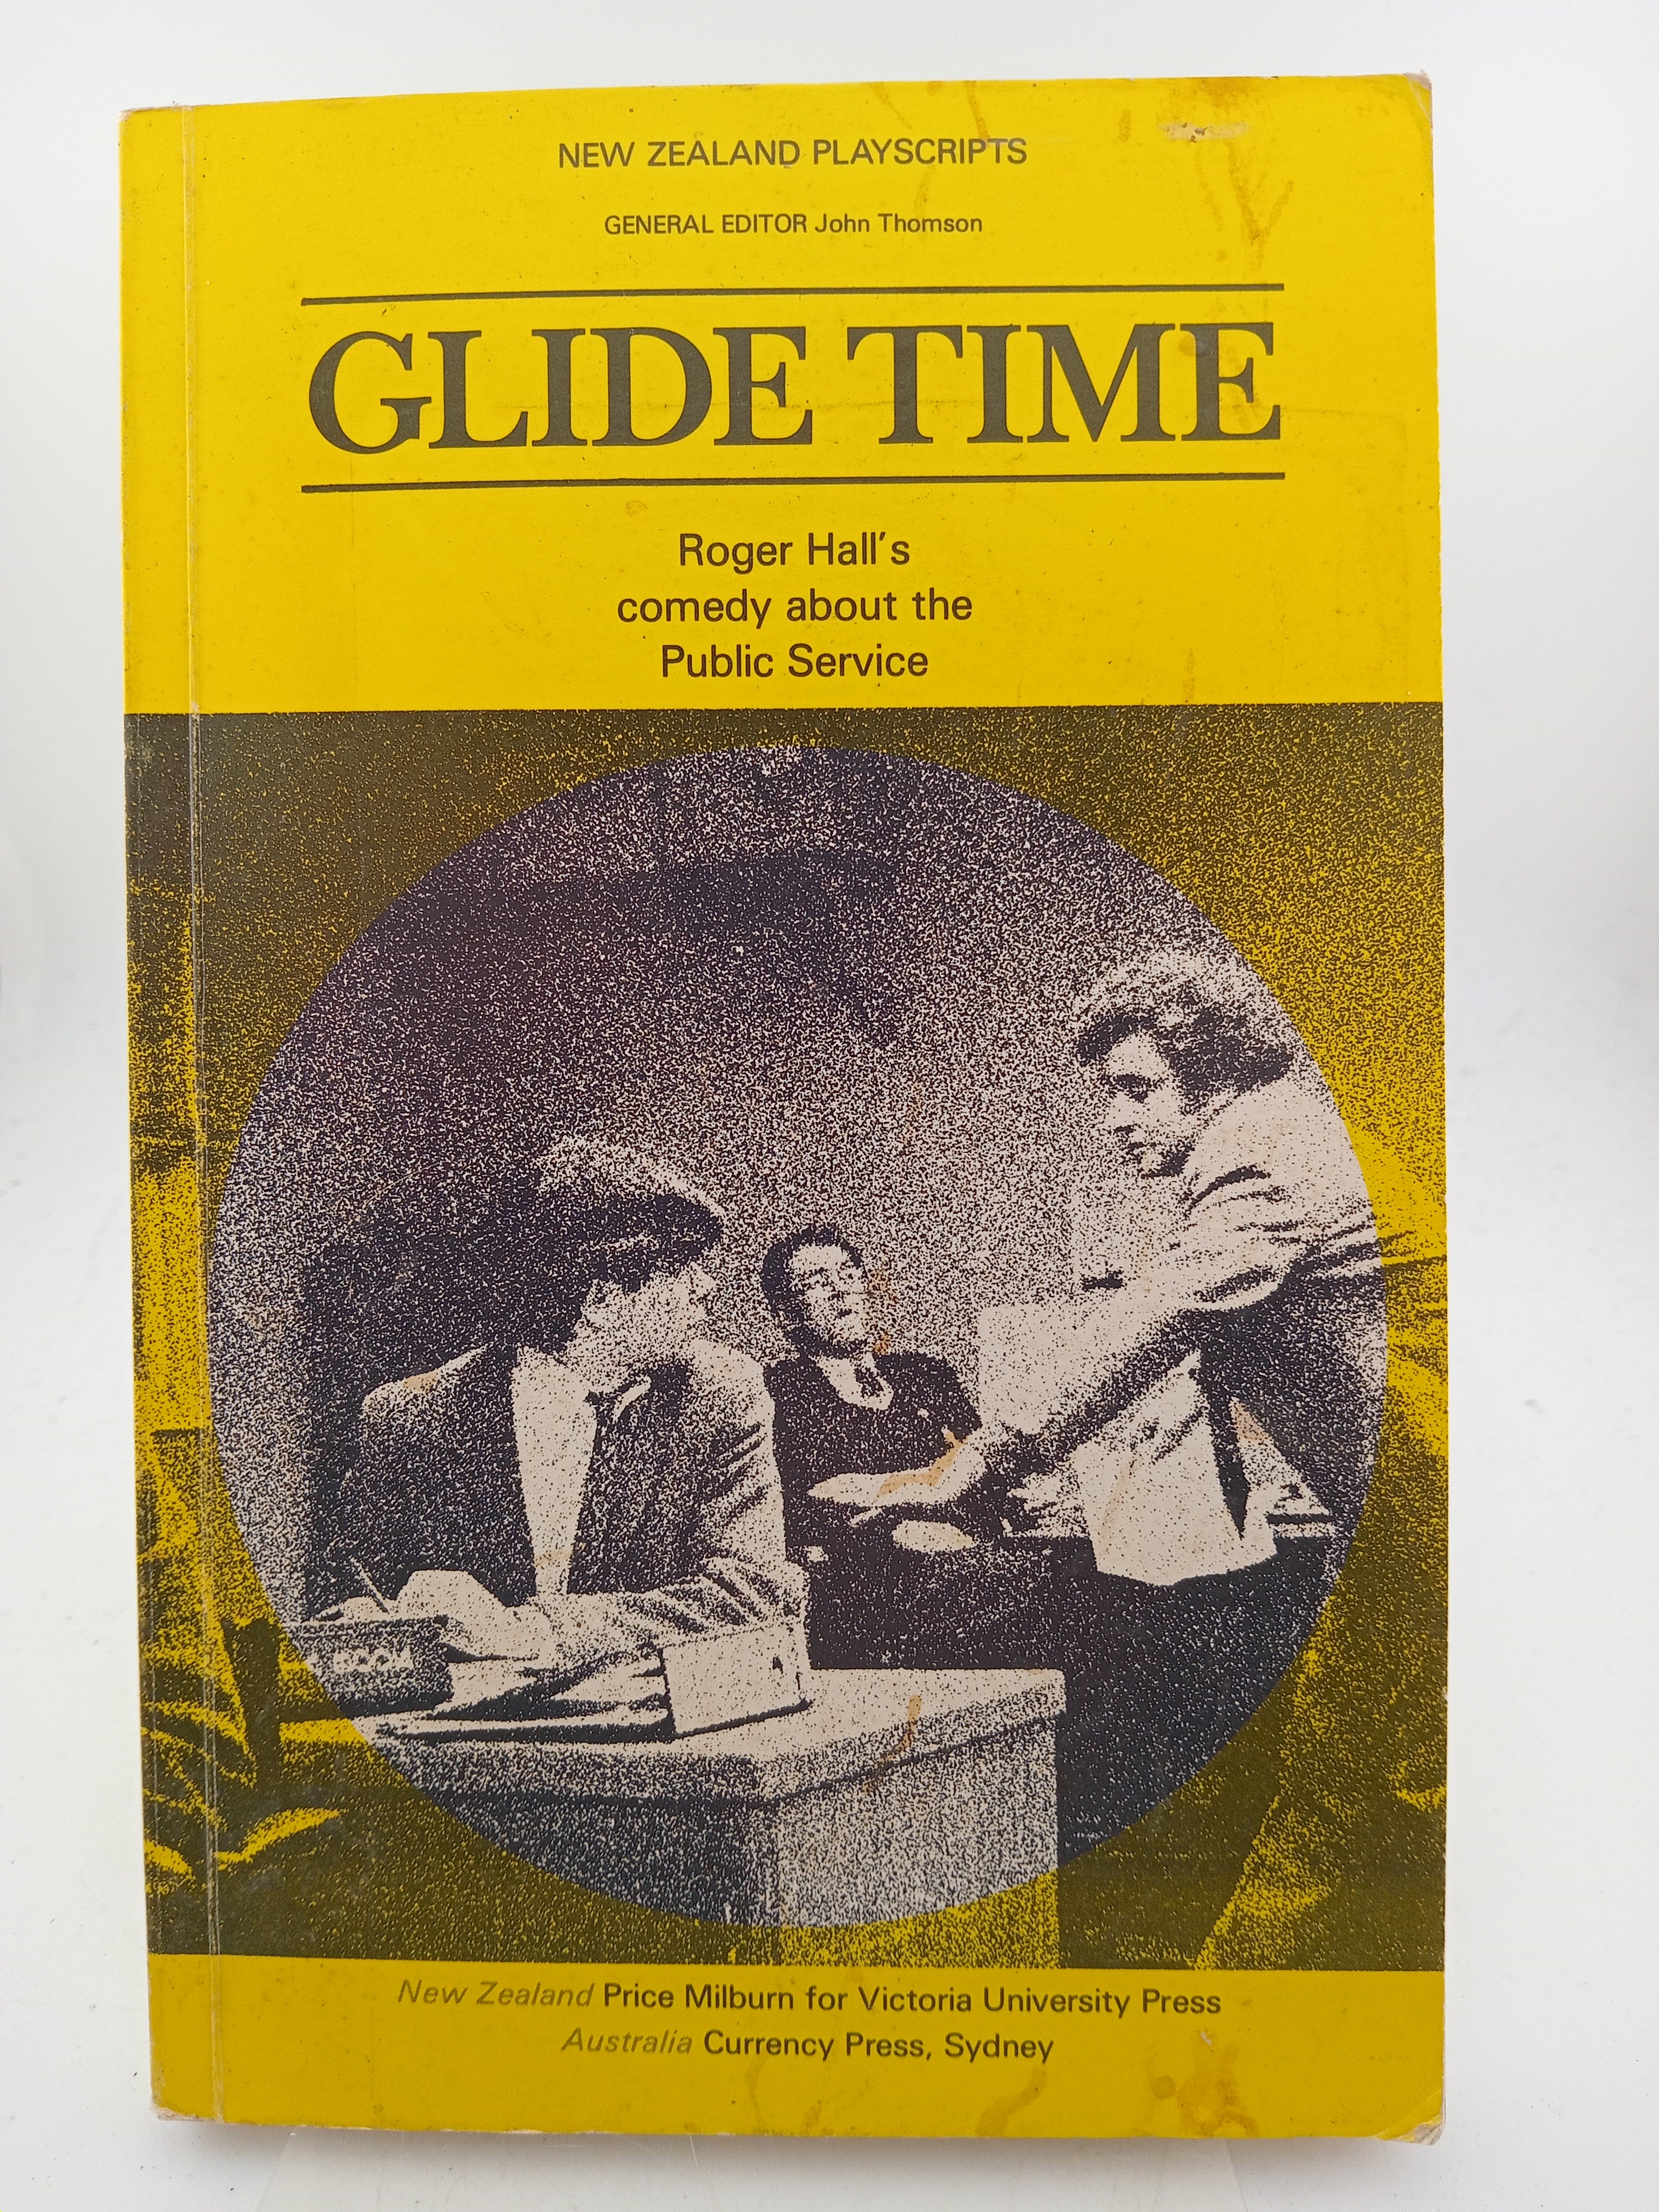 NEW ZEALAND PLAYSCRIPTS
GENERAL EDITOR John Thomson
GLIDE TIME
Roger Hall's
comedy about the
Public Service
New Zealand Price Milburn for Victoria University Press
Australia Currency Press, Sydney